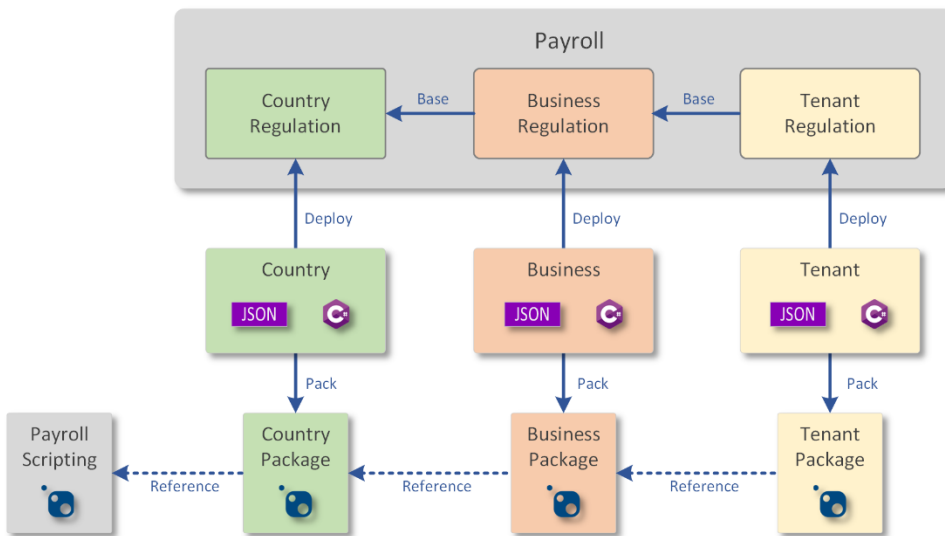 Payroll
Country
Regulation
Base
Business
Regulation
Base
Tenant
Regulation
Deploy
Deploy
Deploy
Country
JSON
C#
Business
JSON
C#
Tenant
JSON
C#
Pack
Pack
Pack
Payroll
Scripting
Reference
Country
Package
Reference
Business
Package
Reference
Tenant
Package